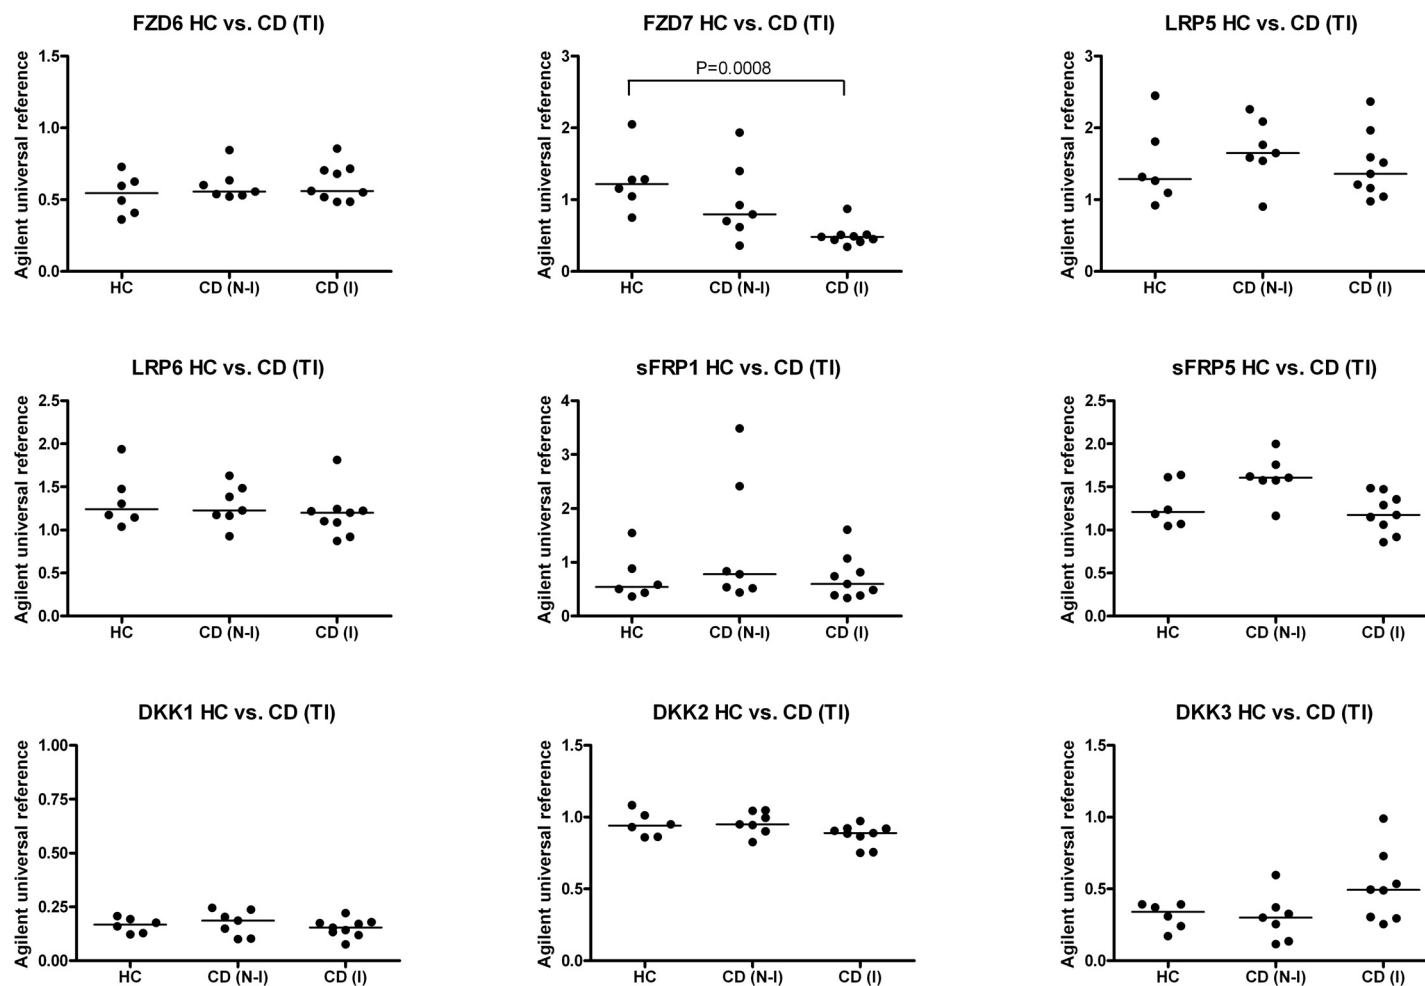 FZD6 HC vs. CD (TI)
Agilent universal reference
1.5
1.0
0.5
0.0
HC
CD (N-I)
CD (I)
FZD7 HC vs. CD (TI)
Agilent universal reference
P=0.0008
3
2
1
0
HC
CD (N-I)
CD (I)
LRP5 HC vs. CD (TI)
Agilent universal reference
3
2
1
0
HC
CD (N-I)
CD (I)
LRP6 HC vs. CD (TI)
Agilent universal reference
2.5
2.0
1.5
1.0
0.5
0.0
HC
CD (N-I)
CD (I)
sFRP1 HC vs. CD (TI)
Agilent universal reference
4
3
2
1
0
HC
CD (N-I)
CD (I)
sFRP5 HC vs. CD (TI)
Agilent universal reference
2.5
2.0
1.5
1.0
0.5
0.0
HC
CD (N-I)
CD (I)
DKK1 HC vs. CD (TI)
Agilent universal reference
1.00
0.75
0.50
0.25
0.00
HC
CD (N-I)
CD (I)
DKK2 HC vs. CD (TI)
Agilent universal reference
1.5
1.0
0.5
0.0
HC
CD (N-I)
CD (I)
DKK3 HC vs. CD (TI)
Agilent universal reference
1.5
1.0
0.5
0.0
HC
CD (N-I)
CD (I)